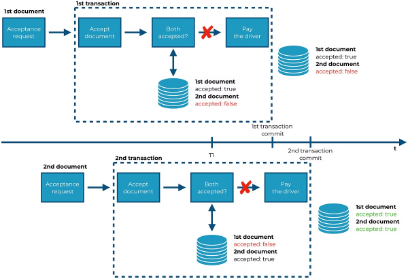 1st document
1st transaction
Acceptance
request
Accept
document
Both
accepted?
Pay
the driver
1st document
accepted: true
2nd document
accepted: false
1st document
accepted: true
2nd document
accepted: false
1st transaction
commit
t
T1
2nd transaction
commit
2nd document
2nd transaction
Acceptance
request
Accept
document
Both
accepted?
Pay
the driver
1st document
accepted: true
2nd document
accepted: true
1st document
accepted: false
2nd document
accepted: true